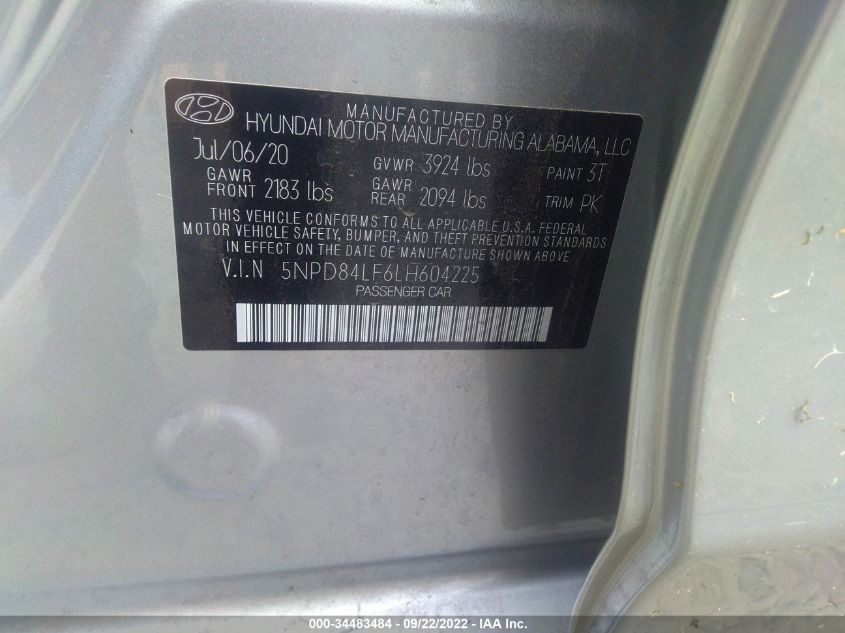 MANUFACTURED BY
HYUNDAI MOTOR MANUFACTURING ALABAMA, LLC
Jul/06/20 GVWR 3924 lbs PAINT 3T
GAWR FRONT 2183 lbs GAWR REAR 2094 lbs TRIM PK
THIS VEHICLE CONFORMS TO ALL APPLICABLE U.S.A. FEDERAL
MOTOR VEHICLE SAFETY, BUMPER, AND THEFT PREVENTION STANDARDS
IN EFFECT ON THE DATE OF MANUFACTURE SHOWN ABOVE
V.I.N 5NPD84LF6LH604225
PASSENGER CAR
000-34483484 - 09/22/2022 - IAA Inc.